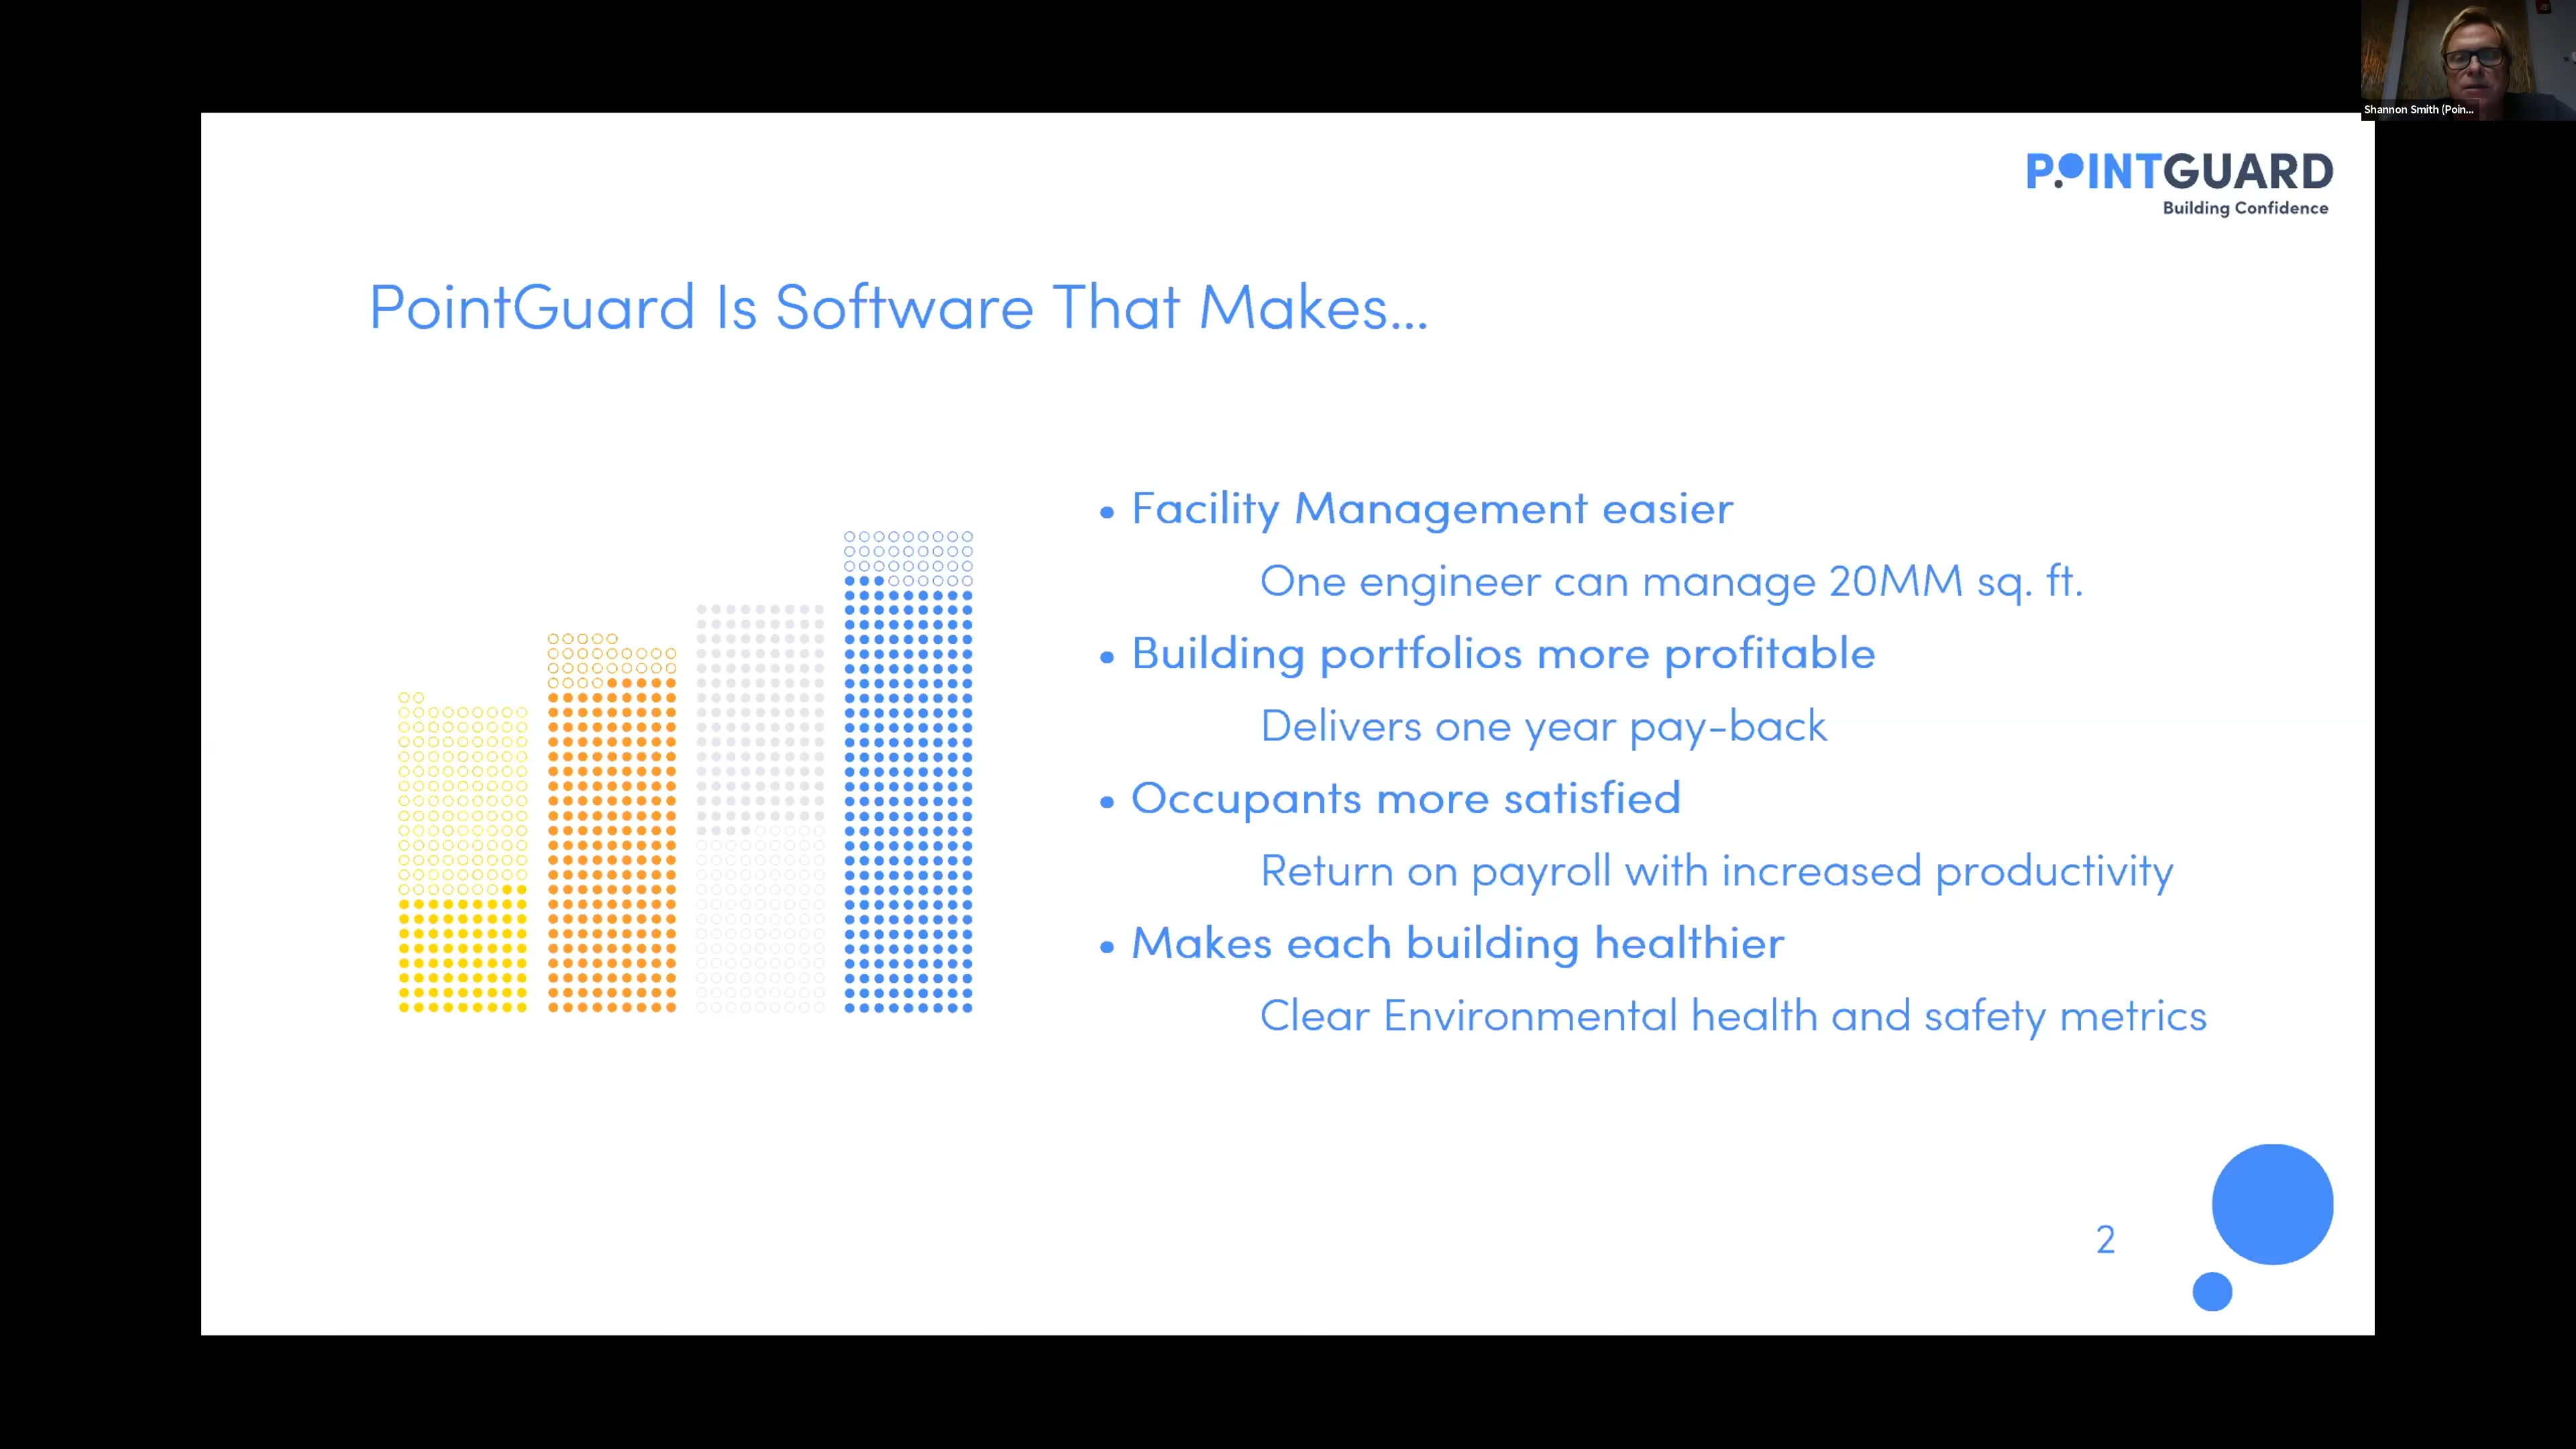 Shannon Smith (Poin...
POINTGUARD
Building Confidence
PointGuard Is Software That Makes...
• Facility Management easier
One engineer can manage 20MM sq. ft.
• Building portfolios more profitable
Delivers one year pay-back
• Occupants more satisfied
Return on payroll with increased productivity
• Makes each building healthier
Clear Environmental health and safety metrics
2